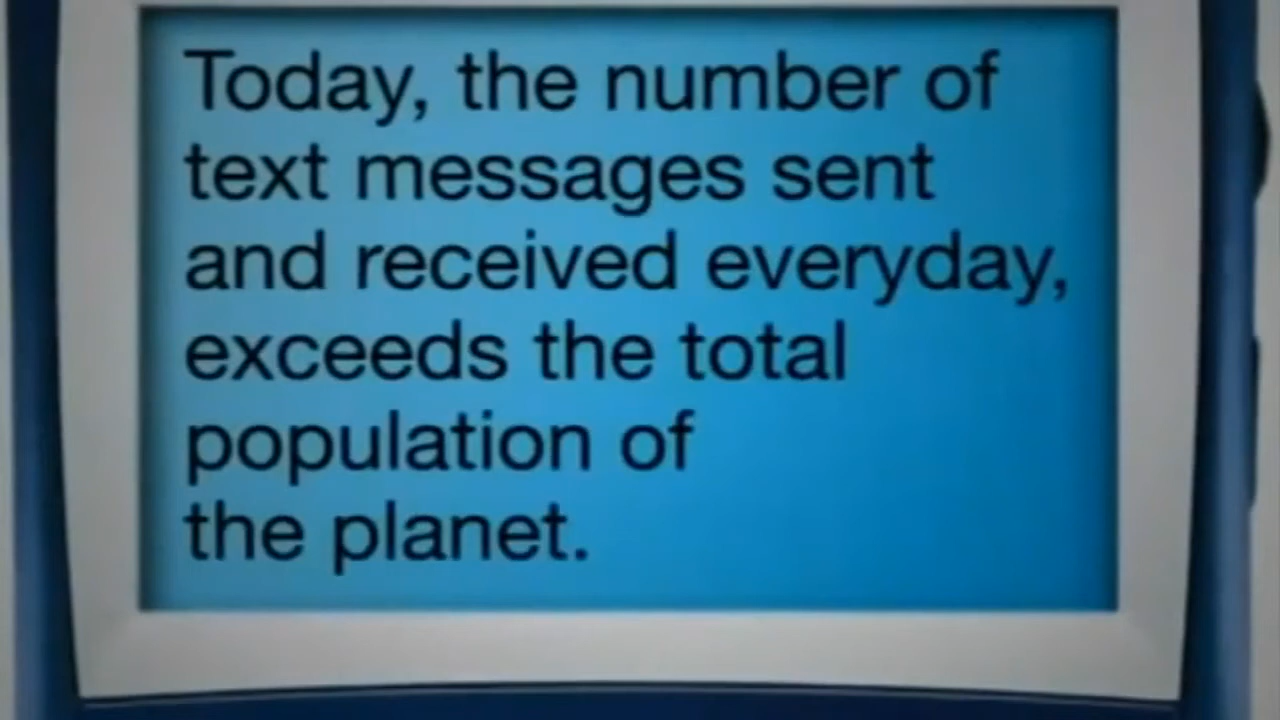 Today, the number of
text messages sent
and received everyday,
exceeds the total
population of
the planet.